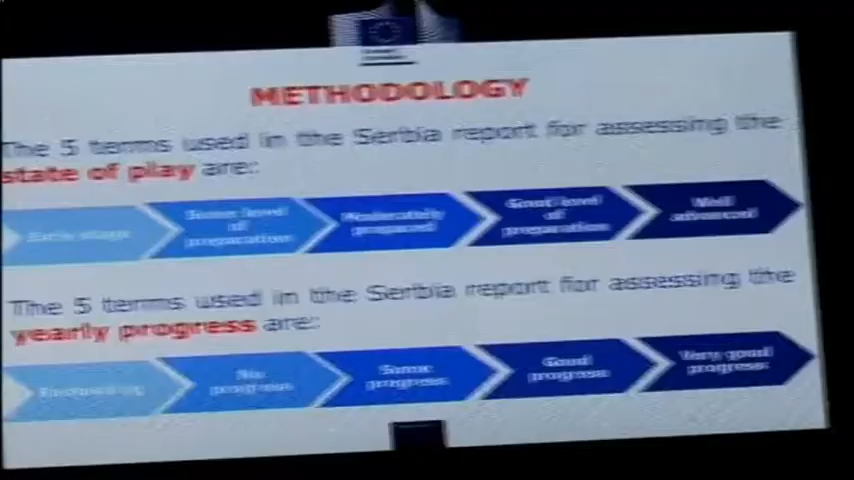 METHODOLOGY
The 5 terms used in the Serbia report for assessing the
state of play are:
Early stage
Some level
of
preparation
Moderately
prepared
Good level
of
preparation
Well
advanced
The 5 terms used in the Serbia report for assessing the
yearly progress are:
No
progress
Some
progress
Good
progress
Very good
progress